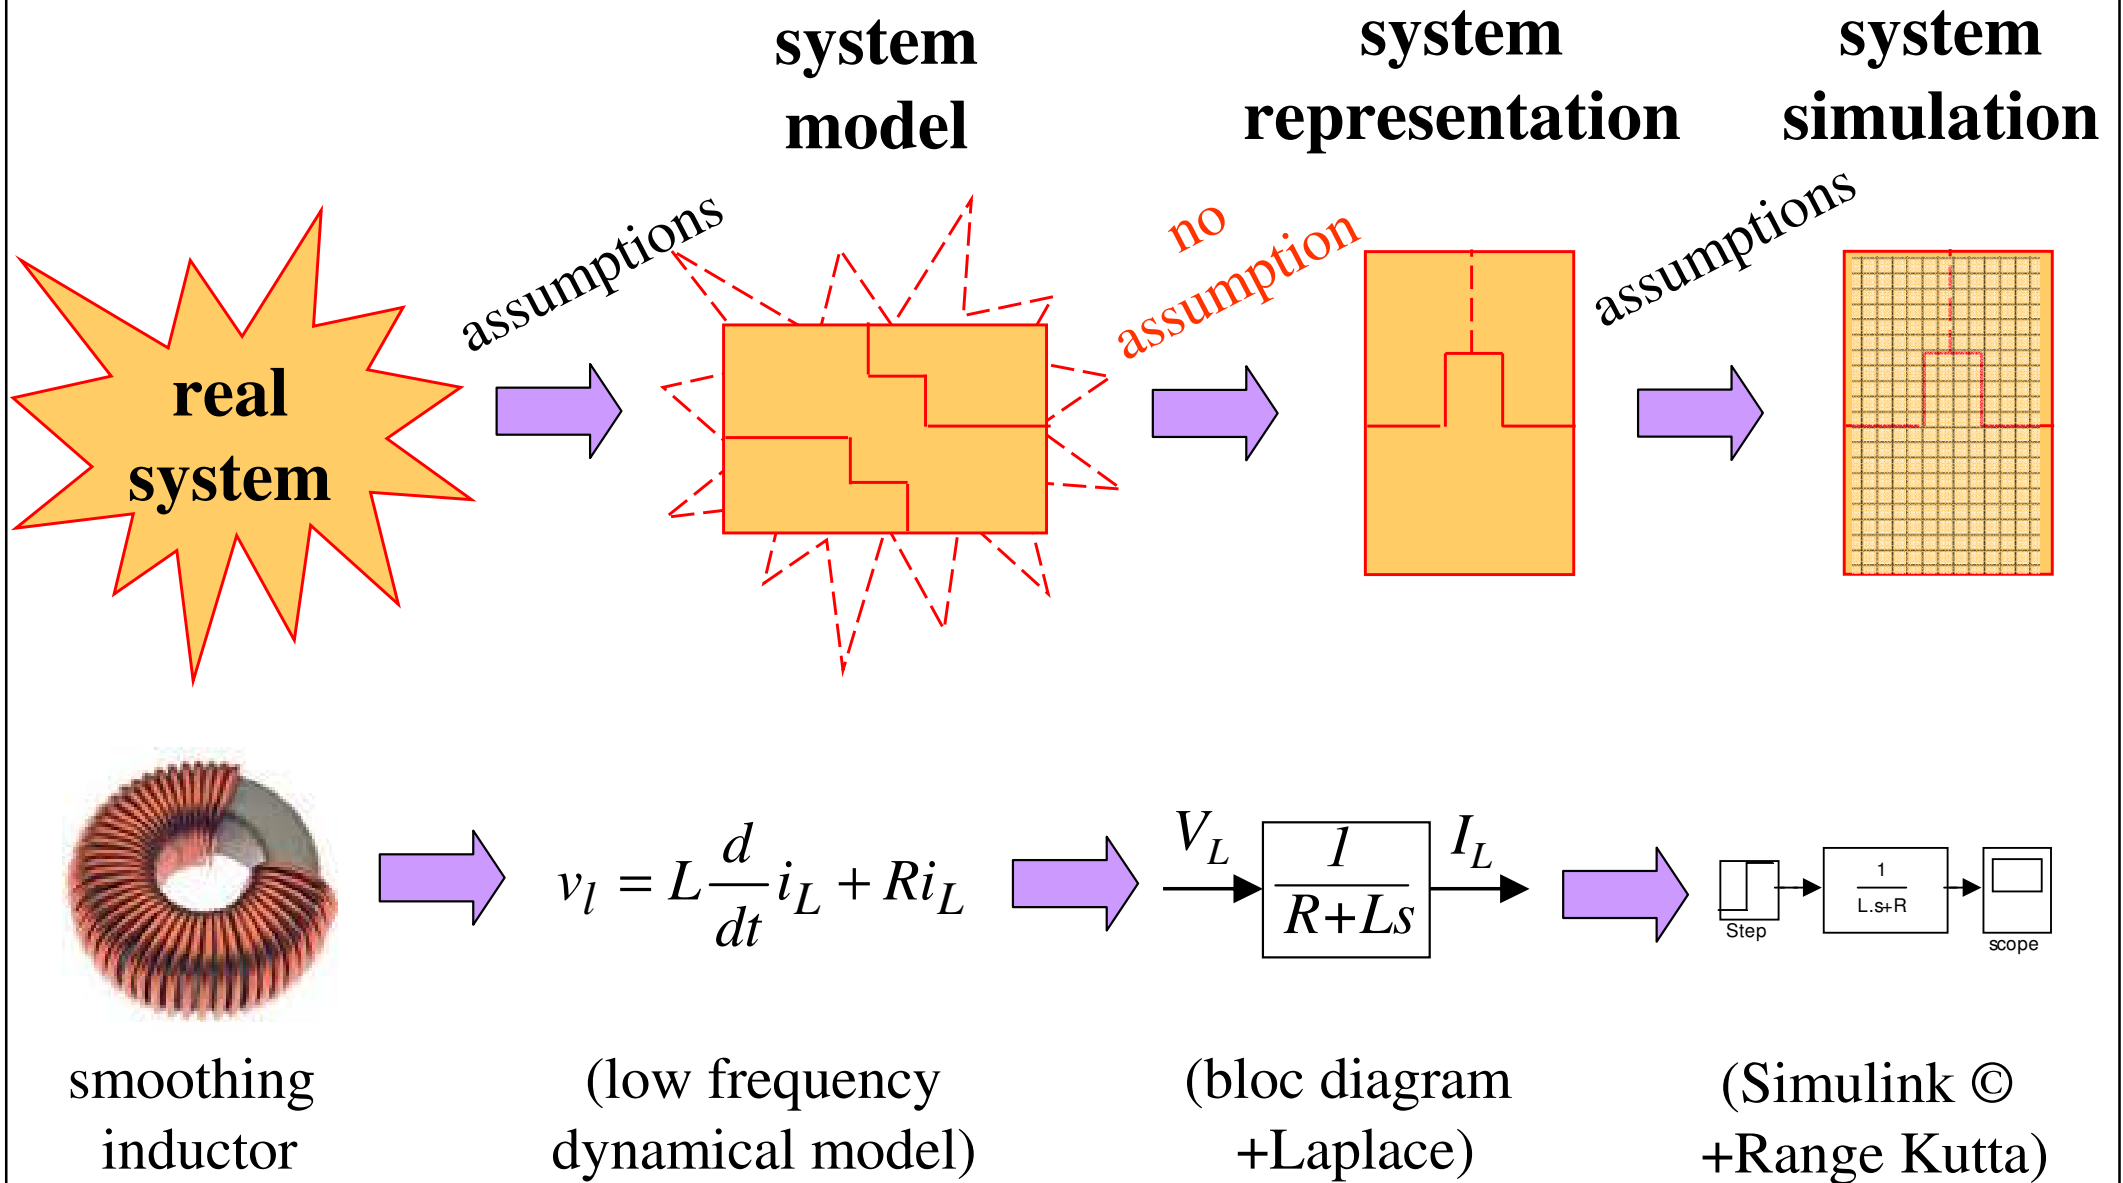 system
model
system
representation
system
simulation
assumptions
no
assumption
assumptions
real
system
v_l = L d/dt i_L + Ri_L
V_L
1
R+Ls
I_L
Step
1
L.s+R
scope
smoothing
inductor
(low frequency
dynamical model)
(bloc diagram
+Laplace)
(Simulink ©
+Range Kutta)